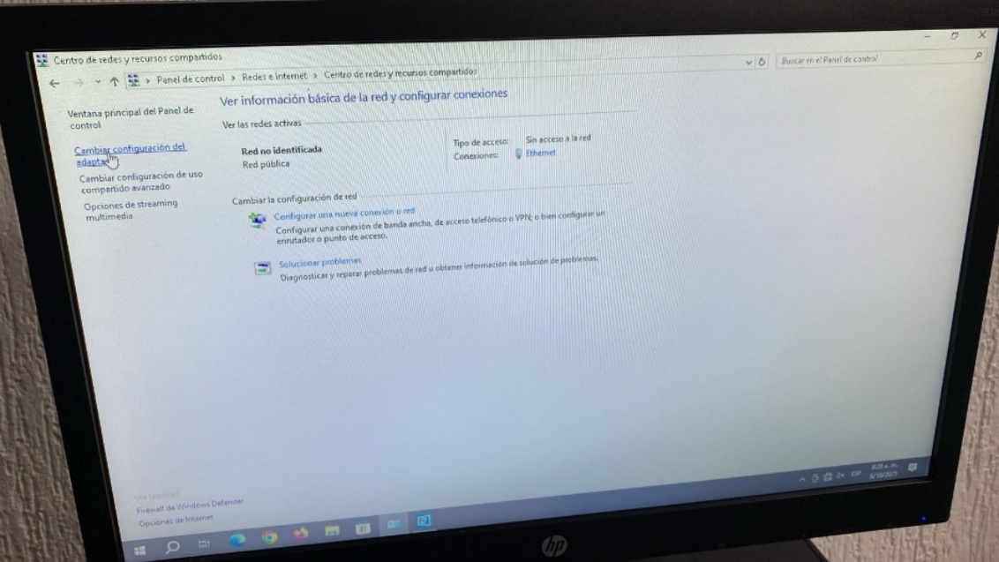 Centro de redes y recursos compartidos
Panel de control > Redes e Internet > Centro de redes y recursos compartidos
Buscar en el Panel de control
Ventana principal del Panel de
control
Cambiar configuración del
adapta
Cambiar configuración de uso
compartido avanzado
Opciones de streaming
multimedia
Ver información básica de la red y configurar conexiones
Ver las redes activas
Red no identificada
Red pública
Tipo de acceso: Sin acceso a la red
Conexiones: Ethernet
Cambiar la configuración de red
Configurar una nueva conexión o red
Configurar una conexión de banda ancha, de acceso telefónico o VPN; o bien configurar un
enrutador o punto de acceso.
Solucionar problemas
Diagnosticar y reparar problemas de red u obtener información de solución de problemas.
Ver también
Firewall de Windows Defender
Opciones de Internet
ESP
6/10/2025
hp